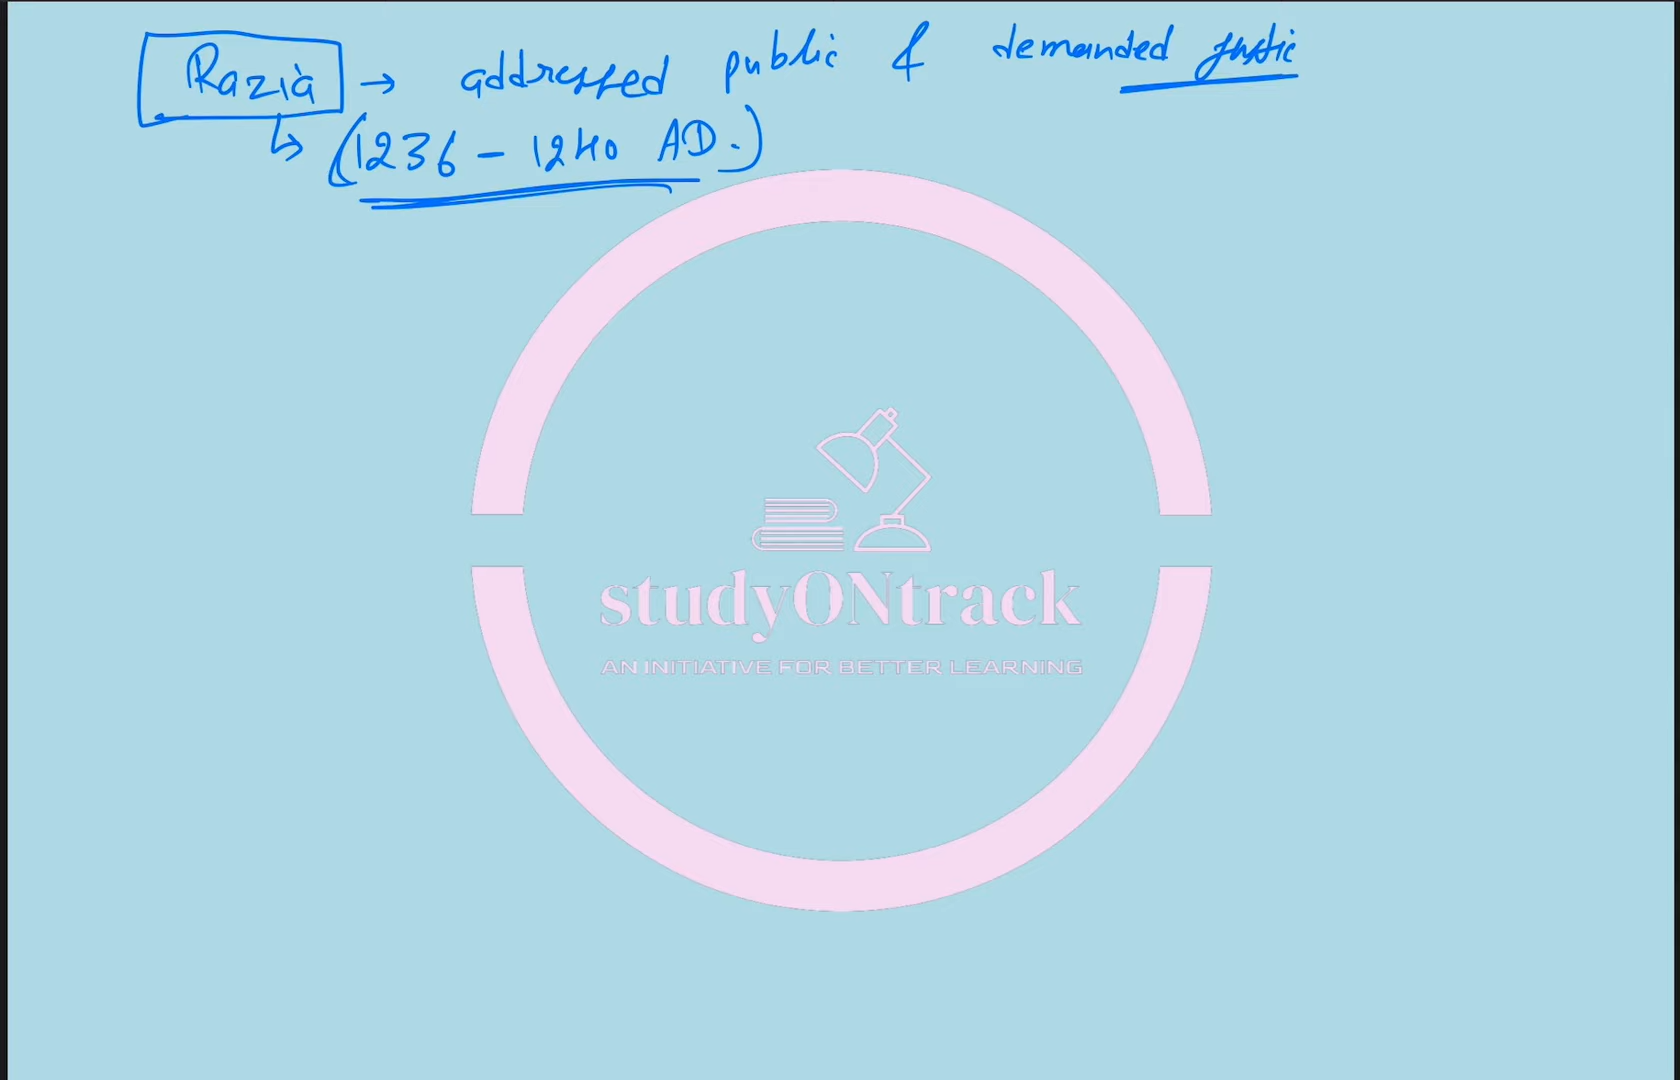 Razia → addressed public & demanded justic
↳ (1236 - 1240 AD.)
studyONtrack
AN INITIATIVE FOR BETTER LEARNING